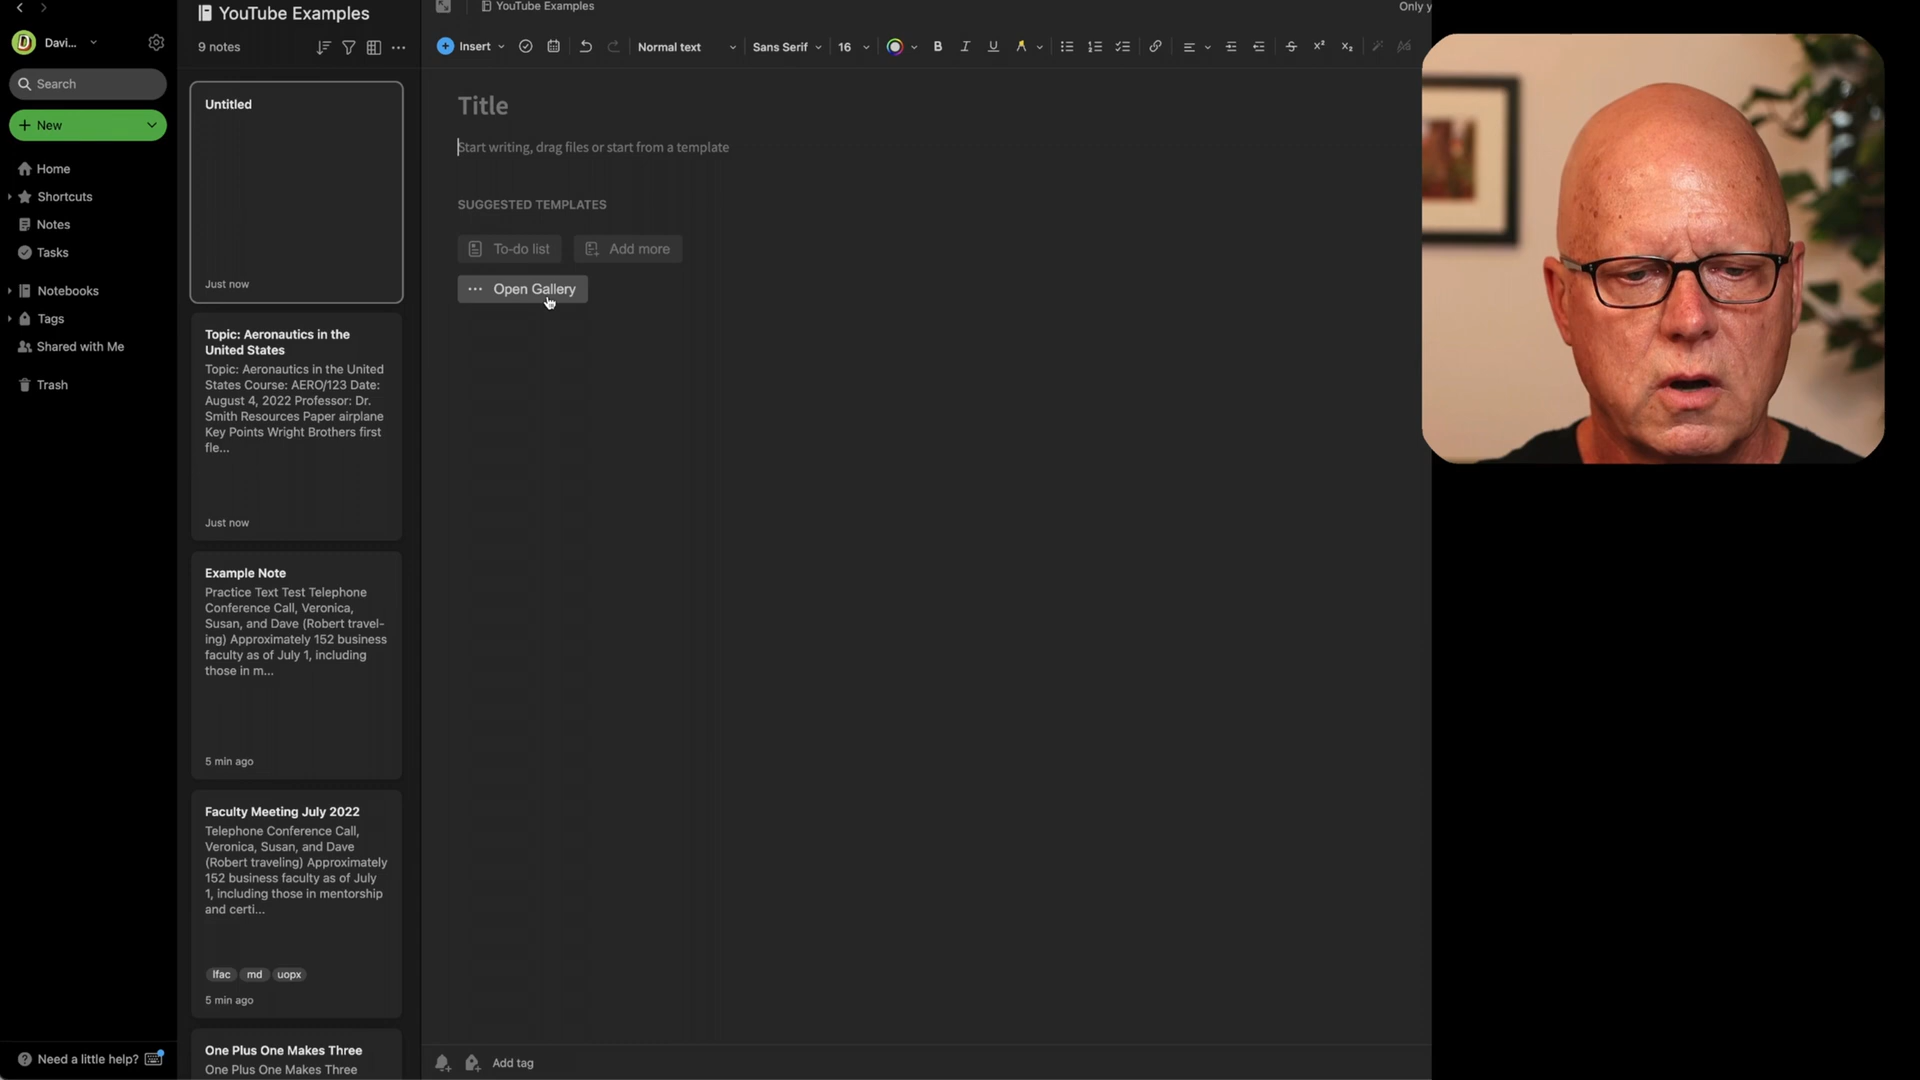 Davi...
Search
New
Home
Shortcuts
Notes
Tasks
Notebooks
Tags
Shared with Me
Trash
Need a little help?
YouTube Examples
9 notes
Untitled
Just now
Topic: Aeronautics in the
United States
Topic: Aeronautics in the United
States Course: AERO/123 Date:
August 4, 2022 Professor: Dr.
Smith Resources Paper airplane
Key Points Wright Brothers first
fle...
Just now
Example Note
Practice Text Test Telephone
Conference Call, Veronica,
Susan, and Dave (Robert travel-
ing) Approximately 152 business
faculty as of July 1, including
those in m...
5 min ago
Faculty Meeting July 2022
Telephone Conference Call,
Veronica, Susan, and Dave
(Robert traveling) Approximately
152 business faculty as of July
1, including those in mentorship
and certi...
lfac md uopx
5 min ago
One Plus One Makes Three
One Plus One Makes Three
YouTube Examples
Only y
Insert Normal text Sans Serif 16
Title
Start writing, drag files or start from a template
SUGGESTED TEMPLATES
To-do list Add more
Open Gallery
Add tag